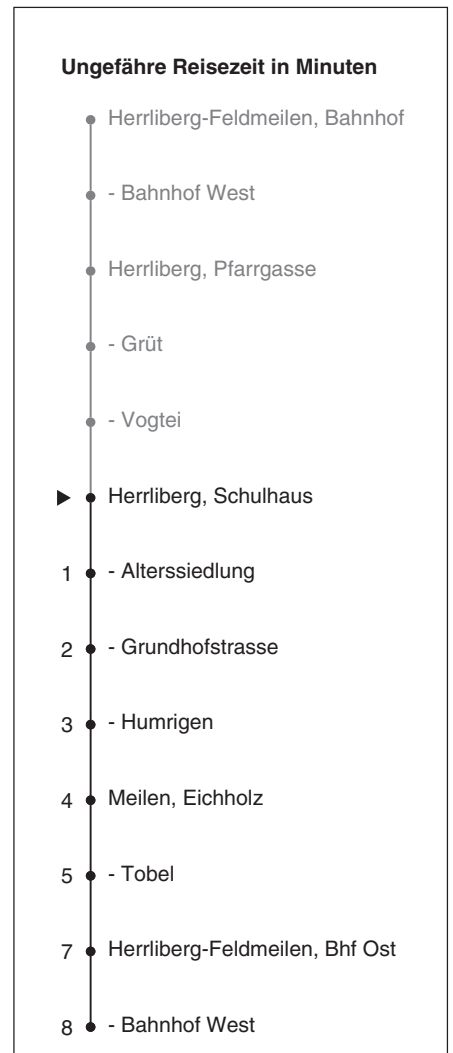 Ungefähre Reisezeit in Minuten
Herrliberg-Feldmeilen, Bahnhof
- Bahnhof West
Herrliberg, Pfarrgasse
- Grüt
- Vogtei
Herrliberg, Schulhaus
1 - Alterssiedlung
2 - Grundhofstrasse
3 - Humrigen
4 Meilen, Eichholz
5 - Tobel
7 Herrliberg-Feldmeilen, Bhf Ost
8 - Bahnhof West